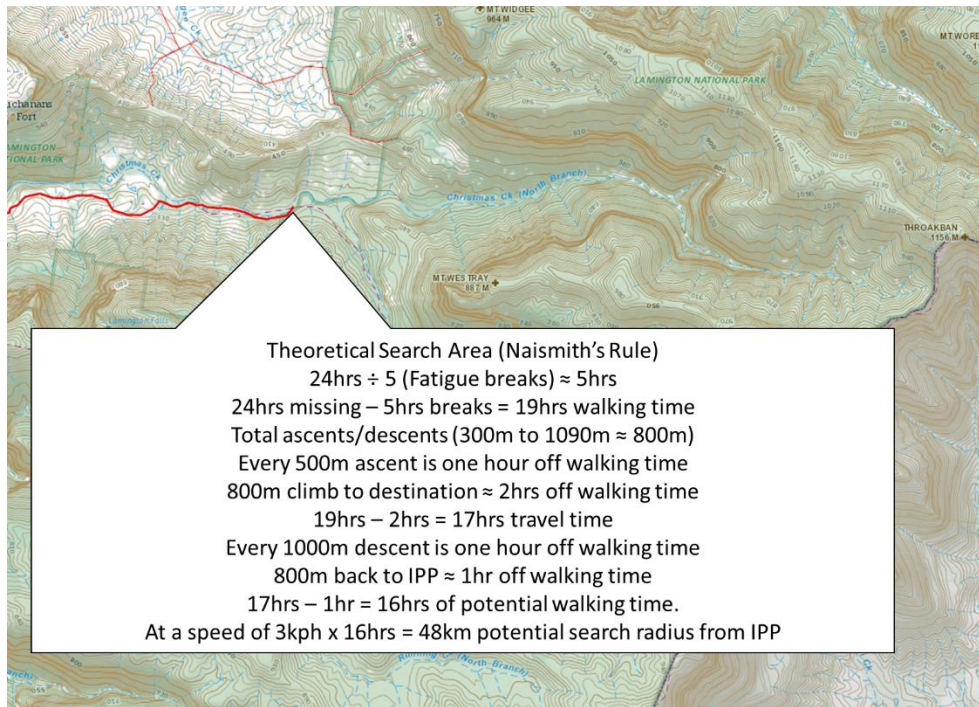 MT WIDGEE
964 M
LAMINGTON NATIONAL PARK
chanans
Fort
LAMINGTON
NATIONAL PARK
Christmas Ck
Christmas Ck (North Branch)
THROAKBAN
1156 M
MT WESTRAY
887 M
Lamington Falls
Theoretical Search Area (Naismith's Rule)
24hrs ÷ 5 (Fatigue breaks) ≈ 5hrs
24hrs missing – 5hrs breaks = 19hrs walking time
Total ascents/descents (300m to 1090m ≈ 800m)
Every 500m ascent is one hour off walking time
800m climb to destination ≈ 2hrs off walking time
19hrs – 2hrs = 17hrs travel time
Every 1000m descent is one hour off walking time
800m back to IPP ≈ 1hr off walking time
17hrs – 1hr = 16hrs of potential walking time.
At a speed of 3kph x 16hrs = 48km potential search radius from IPP